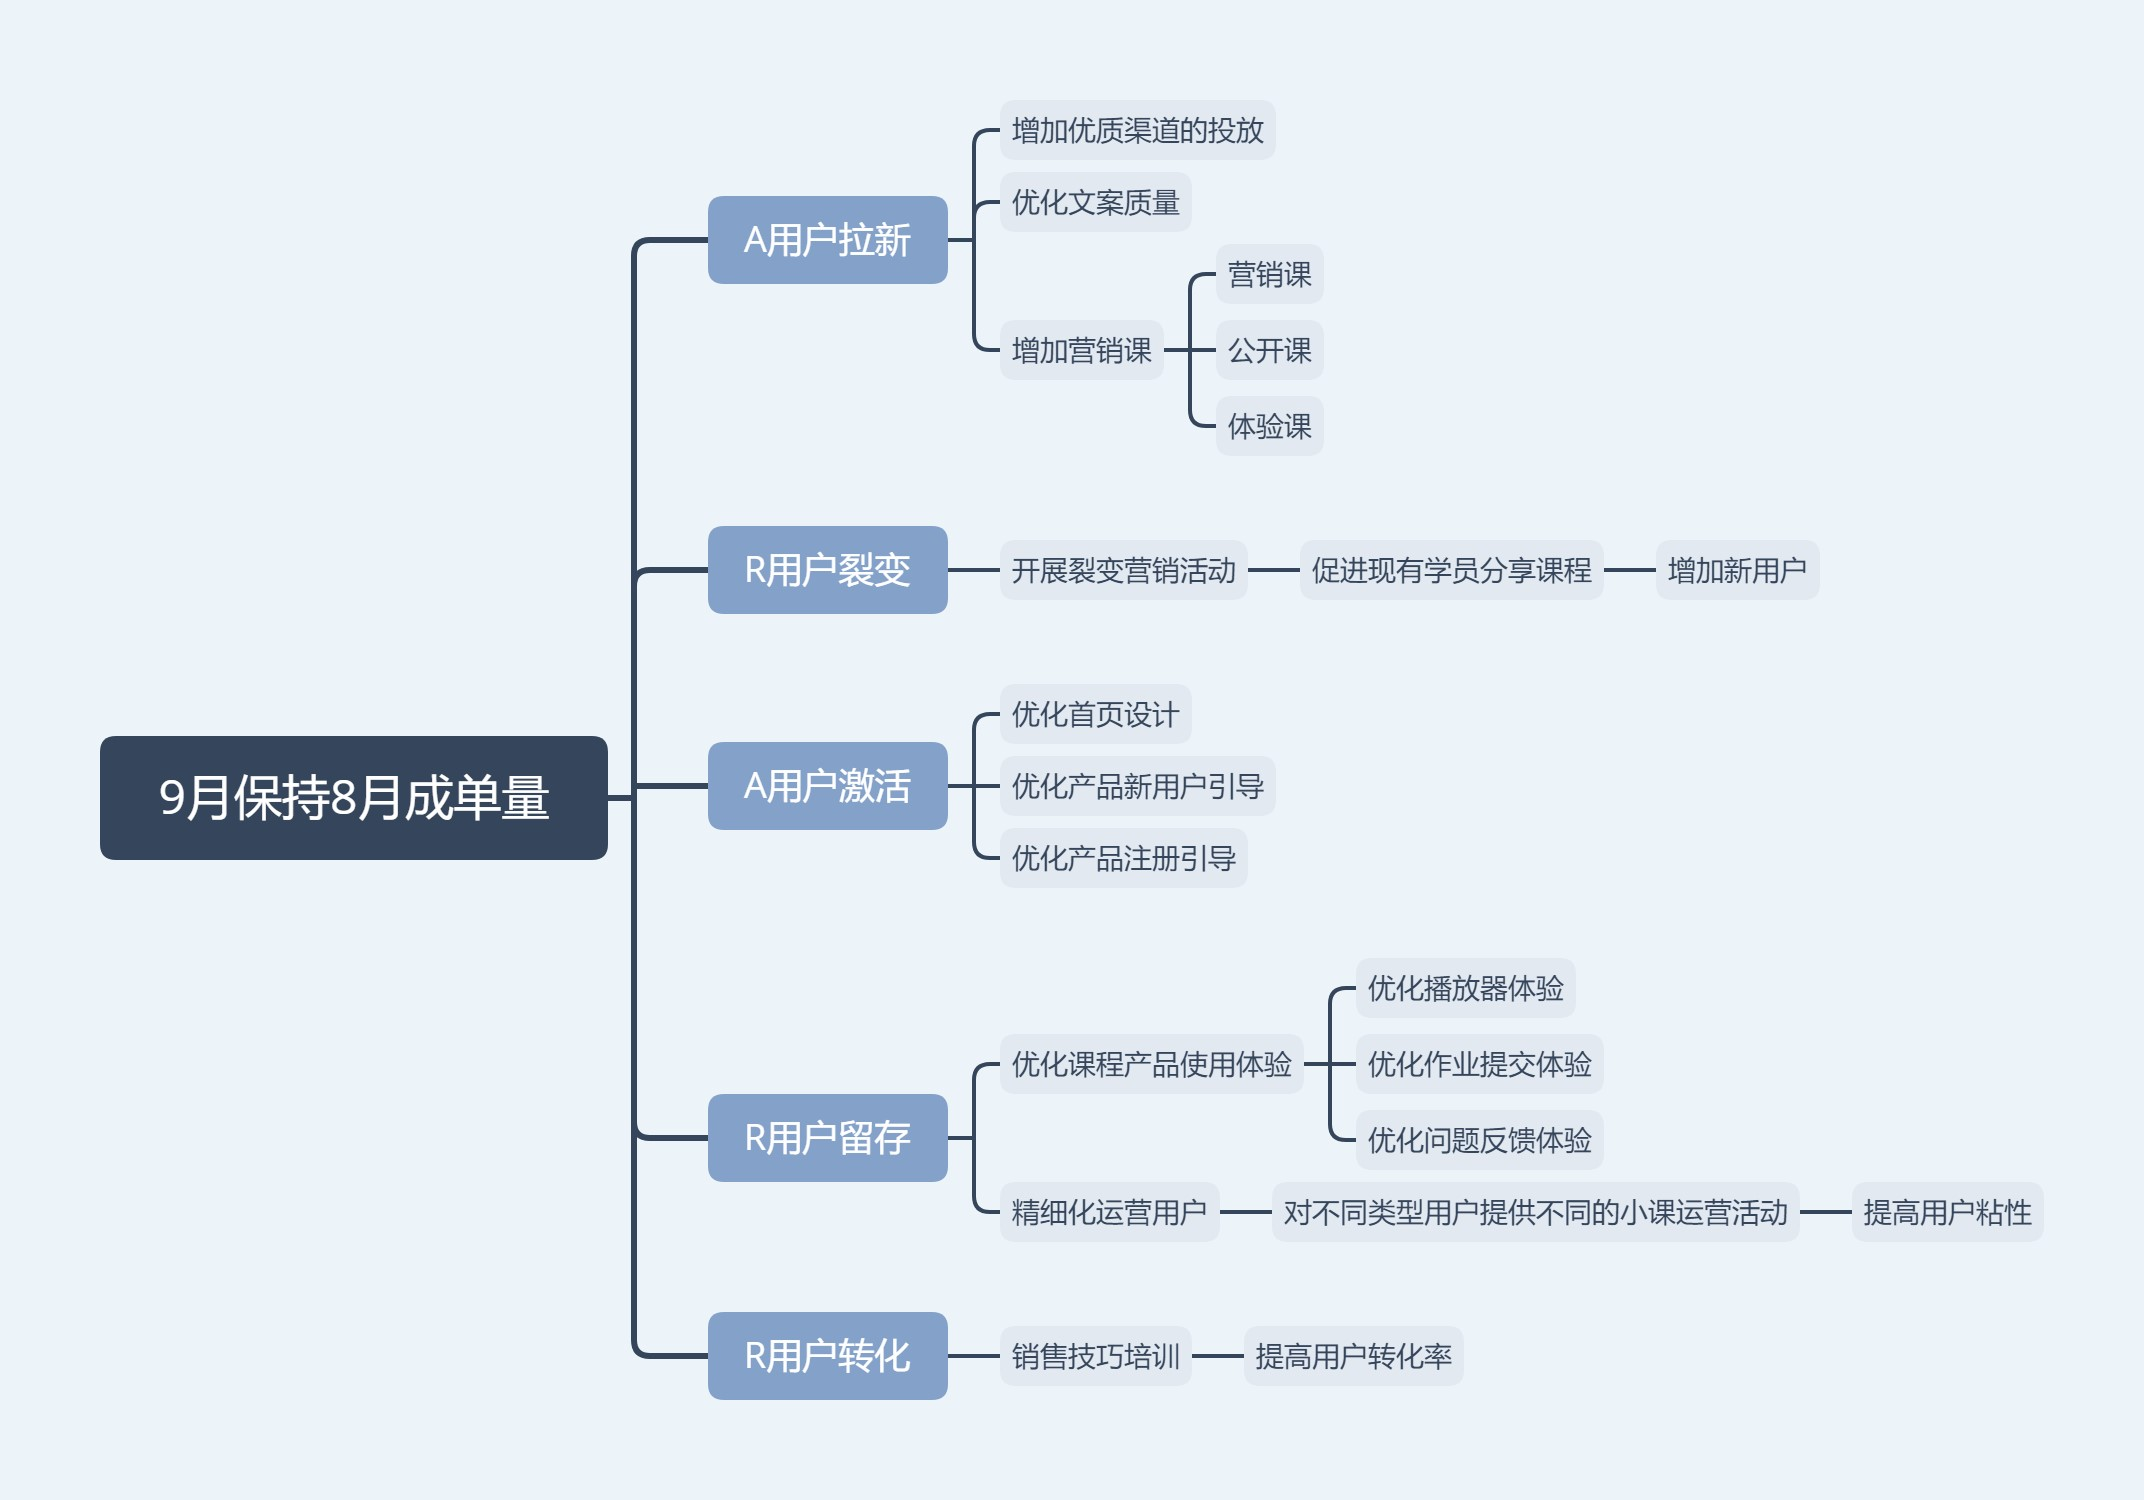 9月保持8月成单量
A用户拉新
增加优质渠道的投放
优化文案质量
增加营销课
营销课
公开课
体验课
R用户裂变
开展裂变营销活动
促进现有学员分享课程
增加新用户
A用户激活
优化首页设计
优化产品新用户引导
优化产品注册引导
R用户留存
优化课程产品使用体验
优化播放器体验
优化作业提交体验
优化问题反馈体验
精细化运营用户
对不同类型用户提供不同的小课运营活动
提高用户粘性
R用户转化
销售技巧培训
提高用户转化率